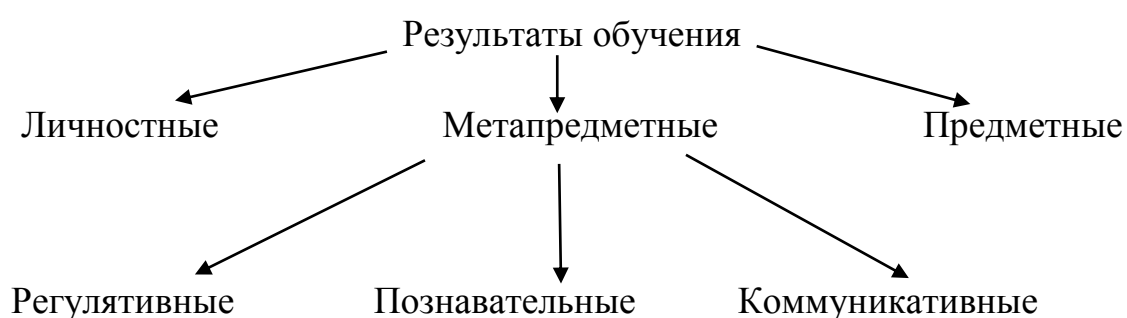 Результаты обучения
Личностные Метапредметные Предметные
Регулятивные Познавательные Коммуникативные